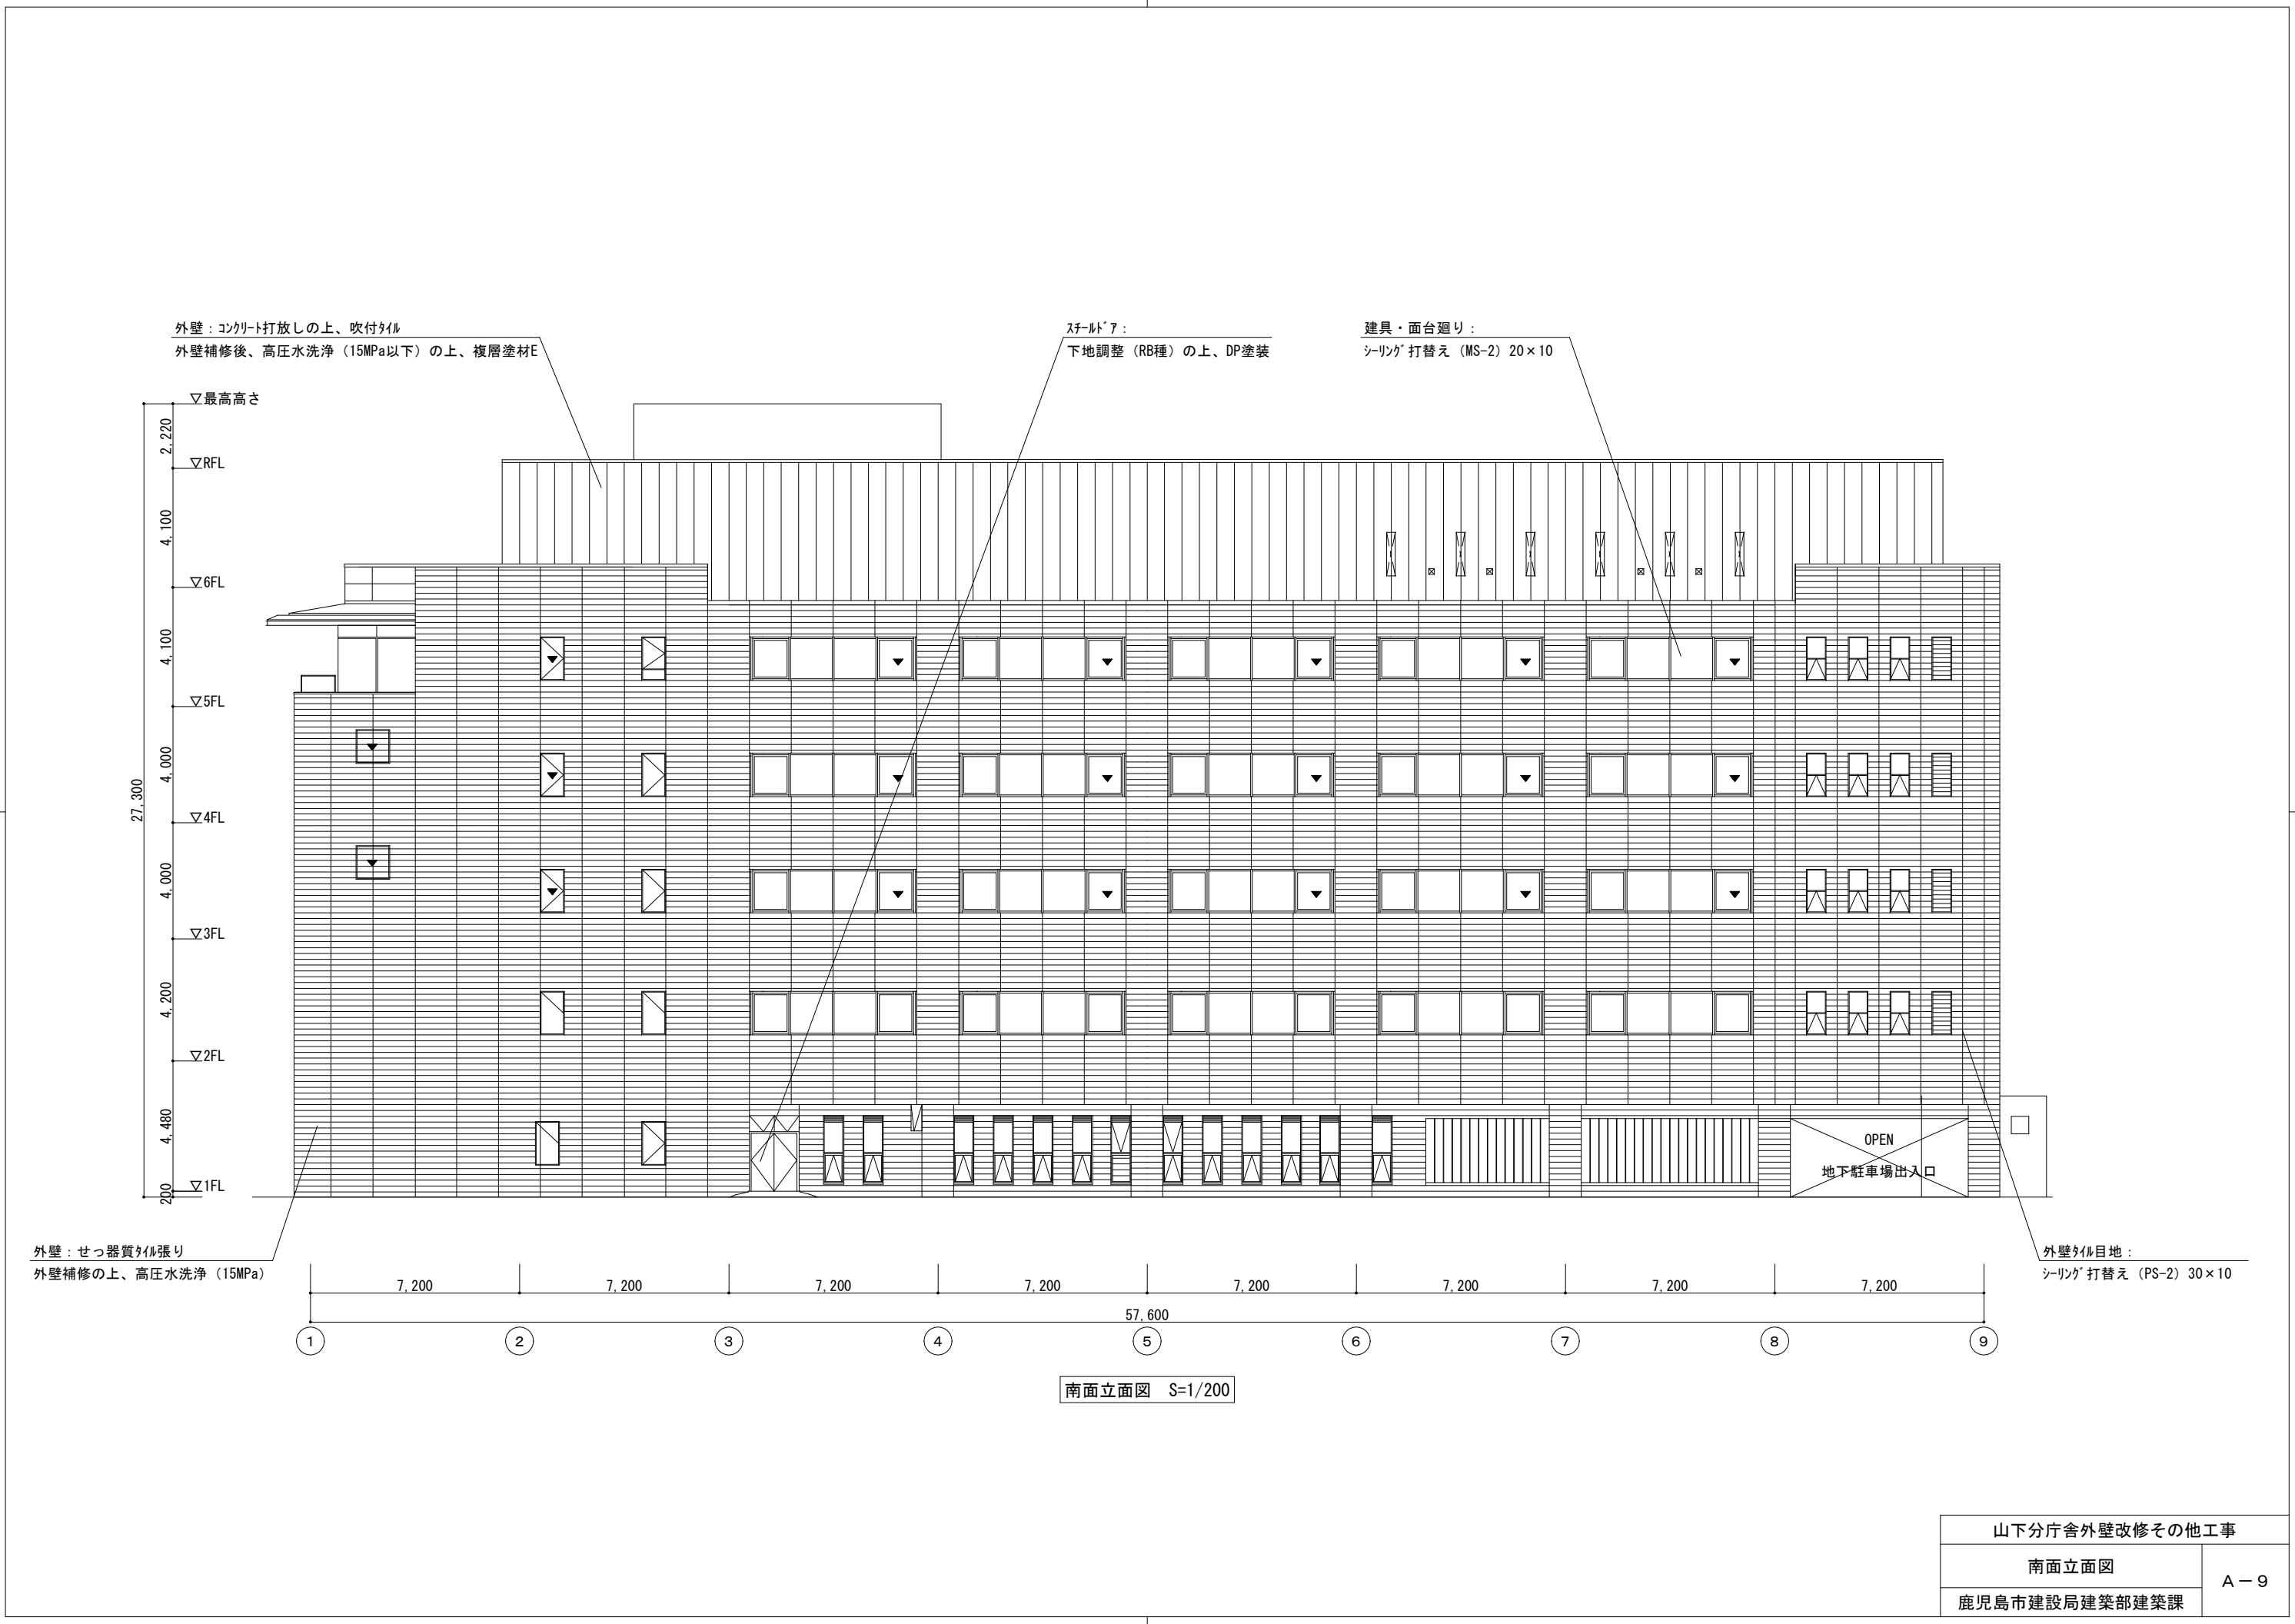 外壁：ｺﾝｸﾘｰﾄ打放しの上、吹付ﾀｲﾙ
外壁補修後、高圧水洗浄（15MPa以下）の上、複層塗材E
ｽﾁｰﾙﾄﾞｱ：
下地調整（RB種）の上、DP塗装
建具・面台廻り：
ｼｰﾘﾝｸﾞ打替え（MS-2）20×10
▽最高高さ
2,220
▽RFL
4,100
▽6FL
4,100
▽5FL
4,000
27,300
▽4FL
4,000
▽3FL
4,200
▽2FL
4,480
▽1FL
200
OPEN
地下駐車場出入口
外壁：せっ器質ﾀｲﾙ張り
外壁補修の上、高圧水洗浄（15MPa）
外壁ﾀｲﾙ目地：
ｼｰﾘﾝｸﾞ打替え（PS-2）30×10
7,200 7,200 7,200 7,200 7,200 7,200 7,200 7,200
57,600
1 2 3 4 5 6 7 8 9
南面立面図　S=1/200
山下分庁舎外壁改修その他工事
南面立面図
A－9
鹿児島市建設局建築部建築課